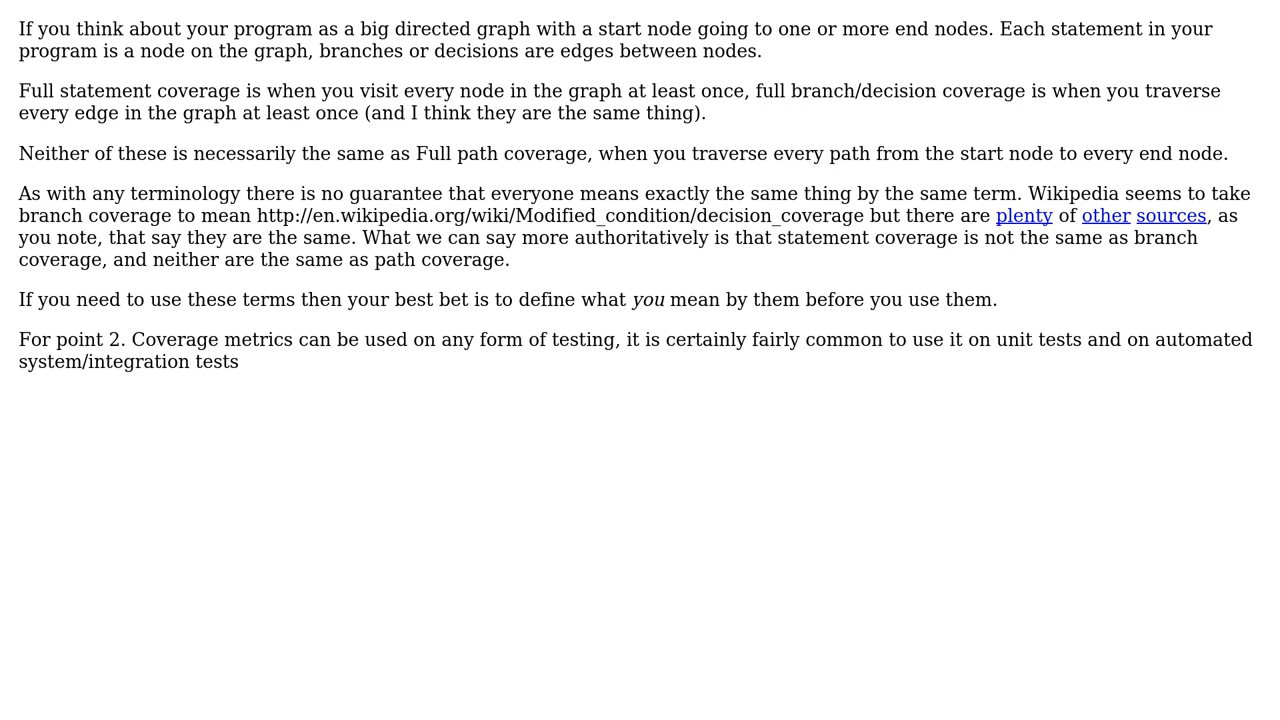 If you think about your program as a big directed graph with a start node going to one or more end nodes. Each statement in your
program is a node on the graph, branches or decisions are edges between nodes.
Full statement coverage is when you visit every node in the graph at least once, full branch/decision coverage is when you traverse
every edge in the graph at least once (and I think they are the same thing).
Neither of these is necessarily the same as Full path coverage, when you traverse every path from the start node to every end node.
As with any terminology there is no guarantee that everyone means exactly the same thing by the same term. Wikipedia seems to take
branch coverage to mean http://en.wikipedia.org/wiki/Modified_condition/decision_coverage but there are plenty of other sources, as
you note, that say they are the same. What we can say more authoritatively is that statement coverage is not the same as branch
coverage, and neither are the same as path coverage.
If you need to use these terms then your best bet is to define what you mean by them before you use them.
For point 2. Coverage metrics can be used on any form of testing, it is certainly fairly common to use it on unit tests and on automated
system/integration tests